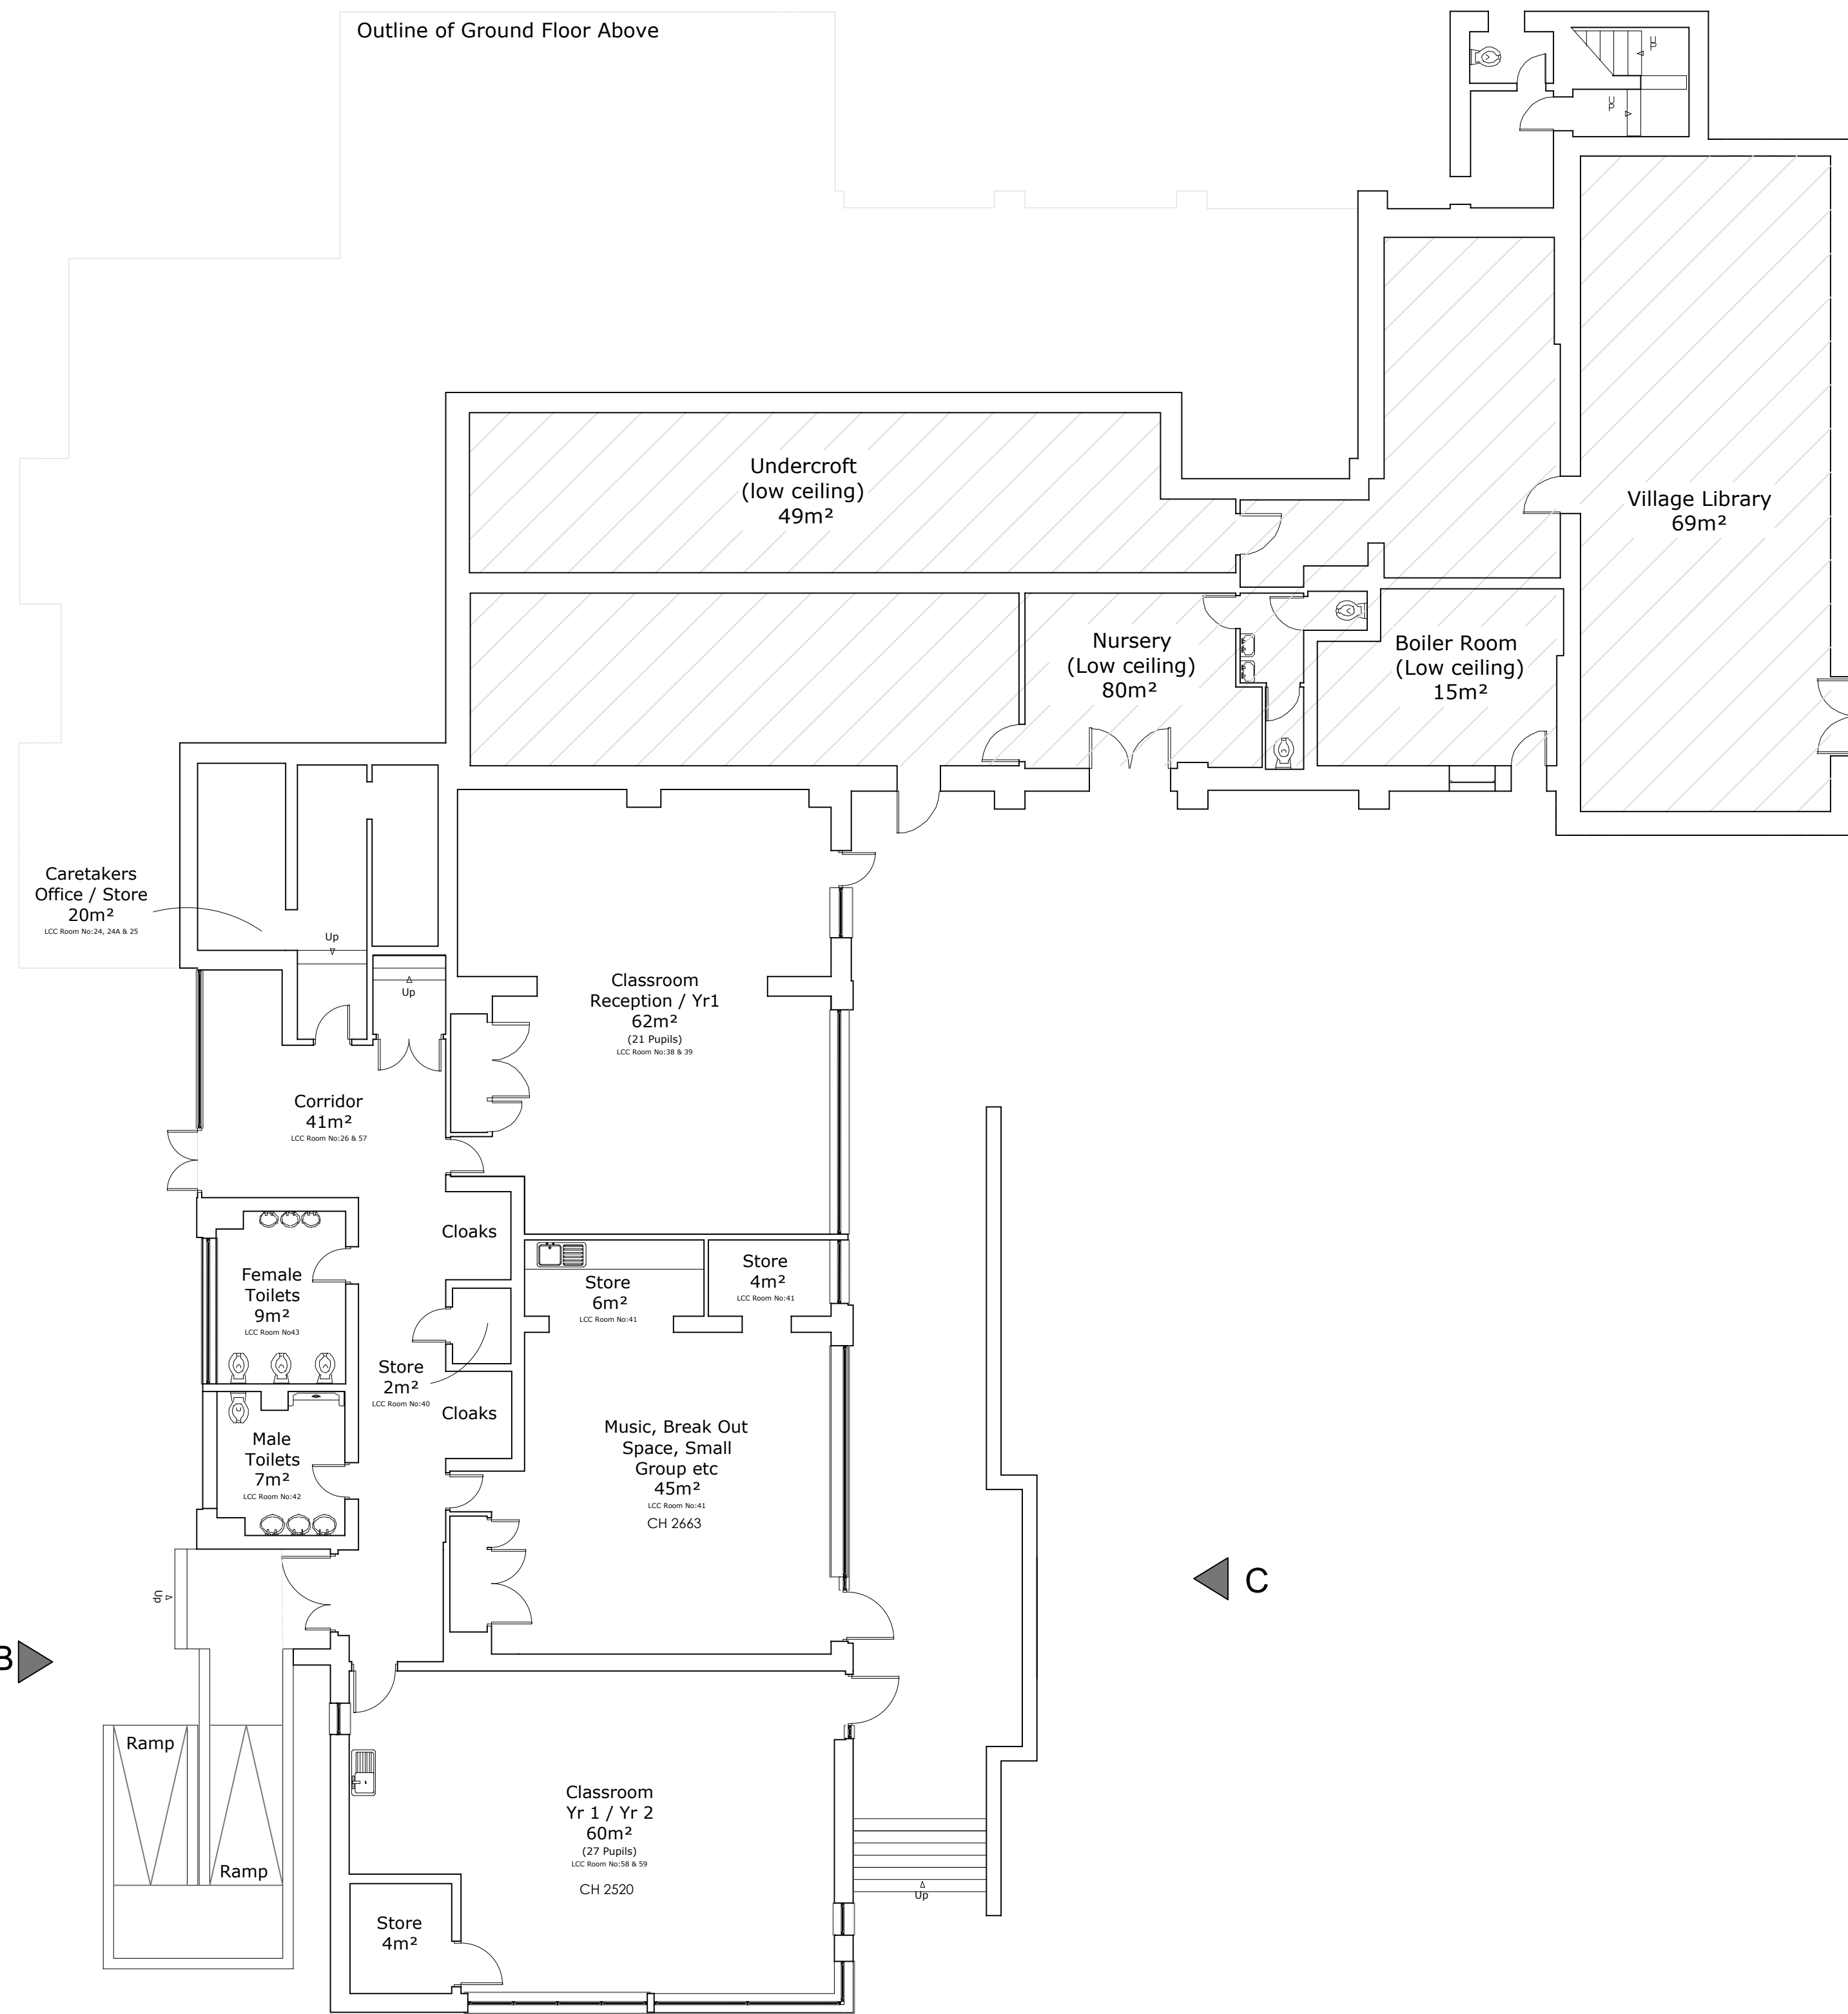 Outline of Ground Floor Above
UP
UP
Undercroft
(low ceiling)
49m²
Village Library
69m²
Nursery
(Low ceiling)
80m²
Boiler Room
(Low ceiling)
15m²
Caretakers
Office / Store
20m²
LCC Room No:24, 24A & 25
Up
Up
Classroom
Reception / Yr1
62m²
(21 Pupils)
LCC Room No:38 & 39
Corridor
41m²
LCC Room No:26 & 57
Cloaks
Female
Toilets
9m²
LCC Room No43
Store
6m²
LCC Room No:41
Store
4m²
LCC Room No:41
Store
2m²
LCC Room No:40
Cloaks
Male
Toilets
7m²
LCC Room No:42
Music, Break Out
Space, Small
Group etc
45m²
LCC Room No:41
CH 2663
C
Up
B
Ramp
Ramp
Classroom
Yr 1 / Yr 2
60m²
(27 Pupils)
LCC Room No:58 & 59
CH 2520
Up
Store
4m²